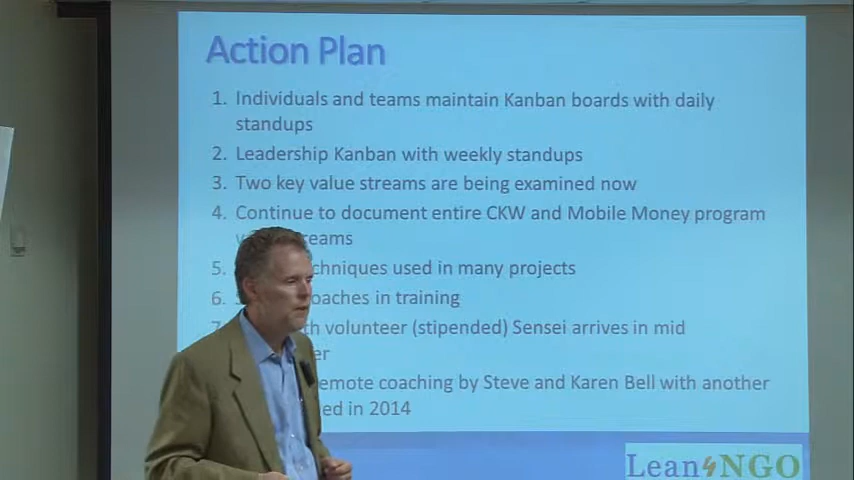 Action Plan
1. Individuals and teams maintain Kanban boards with daily
standups
2. Leadership Kanban with weekly standups
3. Two key value streams are being examined now
4. Continue to document entire CKW and Mobile Money program
reams
5. chniques used in many projects
6. oaches in training
7. th volunteer (stipended) Sensei arrives in mid
er
emote coaching by Steve and Karen Bell with another
ed in 2014
Lean4NGO